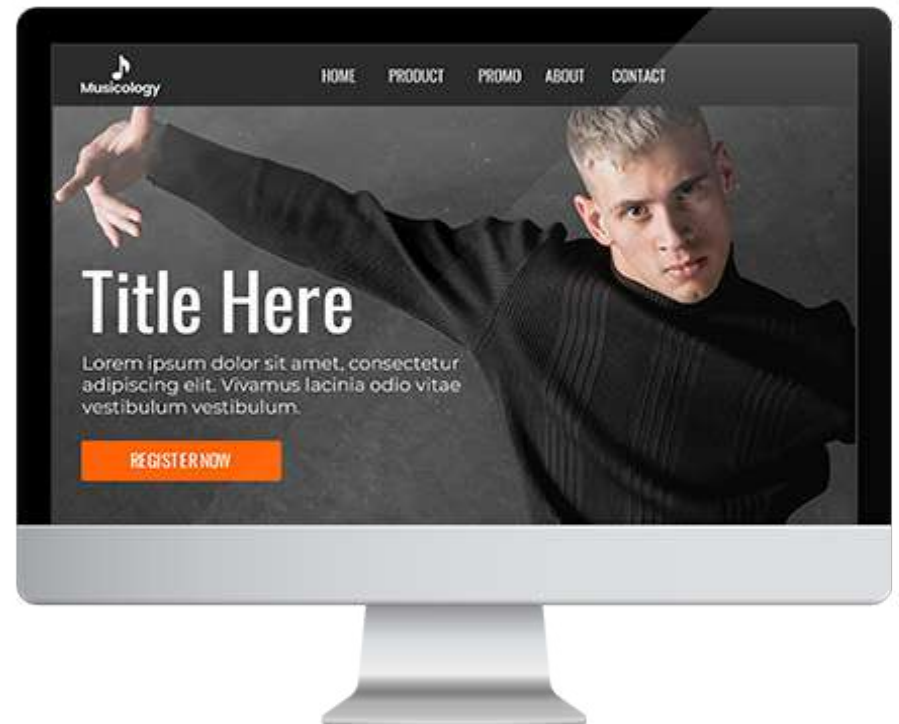 Musicology
HOME PRODUCT PROMO ABOUT CONTACT
Title Here
Lorem ipsum dolor sit amet, consectetur
adipiscing elit. Vivamus lacinia odio vitae
vestibulum vestibulum.
REGISTER NOW